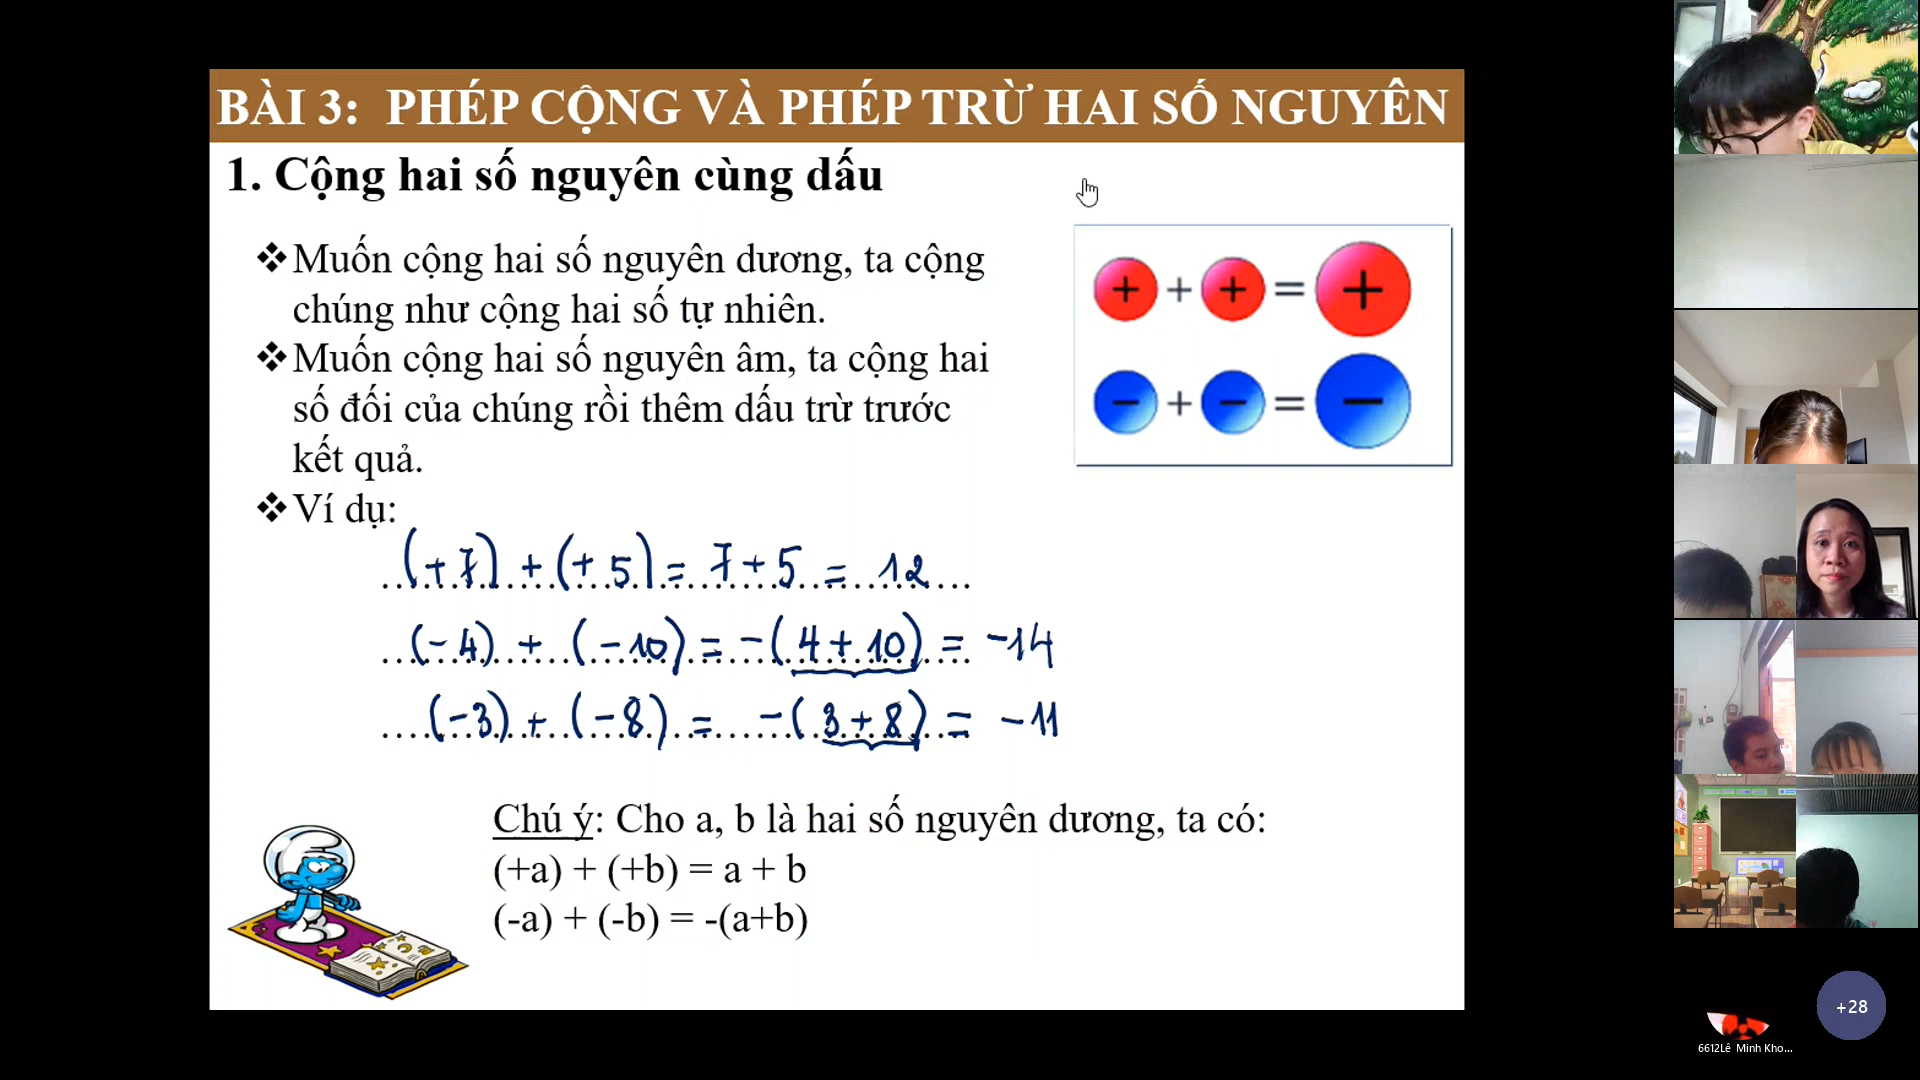 BÀI 3: PHÉP CỘNG VÀ PHÉP TRỪ HAI SỐ NGUYÊN
1. Cộng hai số nguyên cùng dấu
❖Muốn cộng hai số nguyên dương, ta cộng
chúng như cộng hai số tự nhiên.
❖Muốn cộng hai số nguyên âm, ta cộng hai
số đối của chúng rồi thêm dấu trừ trước
kết quả.
+ + + = +
- + - = -
❖Ví dụ:
(+7) + (+5) = 7 + 5 = 12
(-4) + (-10) = -(4 + 10) = -14
(-3) + (-8) = -(3 + 8) = -11
Chú ý: Cho a, b là hai số nguyên dương, ta có:
(+a) + (+b) = a + b
(-a) + (-b) = -(a+b)
+28
6612Lê Minh Kho...